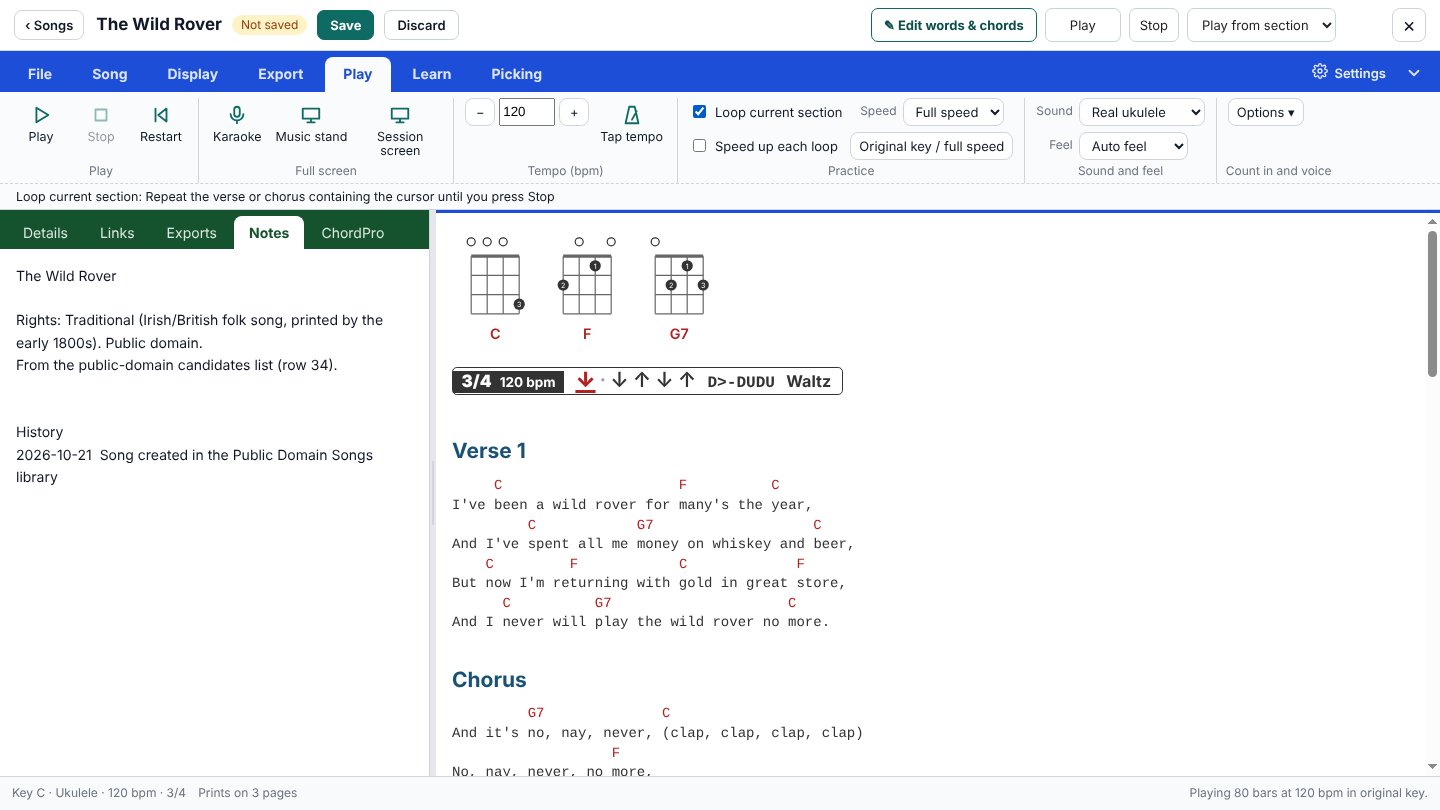 ‹ Songs The Wild Rover Not saved Save Discard ✎ Edit words & chords Play Stop Play from section ×
File Song Display Export Play Learn Picking Settings
Play Stop Restart
Play
Karaoke Music stand Session screen
Full screen
− 120 + Tap tempo
Tempo (bpm)
Loop current section Speed Full speed
Speed up each loop Original key / full speed
Practice
Sound Real ukulele
Feel Auto feel
Sound and feel
Options ▾
Count in and voice
Loop current section: Repeat the verse or chorus containing the cursor until you press Stop
Details Links Exports Notes ChordPro
The Wild Rover
Rights: Traditional (Irish/British folk song, printed by the
early 1800s). Public domain.
From the public-domain candidates list (row 34).
History
2026-10-21 Song created in the Public Domain Songs
library
3 2 1 2 1 3
C F G7
3/4 120 bpm ↓ · ↓ ↑ ↓ ↑ D>-DUDU Waltz
Verse 1
C F C
I've been a wild rover for many's the year,
C G7 C
And I've spent all me money on whiskey and beer,
C F C F
But now I'm returning with gold in great store,
C G7 C
And I never will play the wild rover no more.
Chorus
G7 C
And it's no, nay, never, (clap, clap, clap, clap)
F
No, nay, never, no more,
Key C · Ukulele · 120 bpm · 3/4 Prints on 3 pages
Playing 80 bars at 120 bpm in original key.